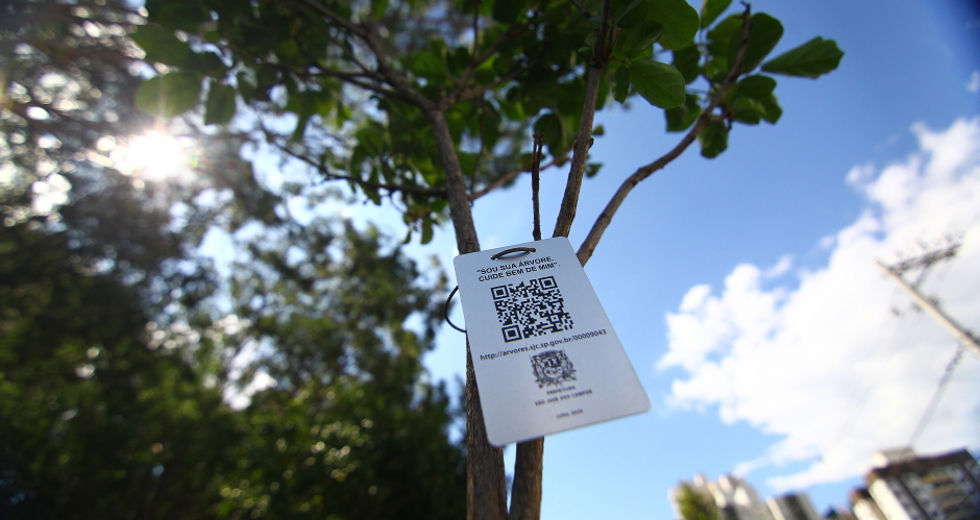 "SOU SUA ÁRVORE,
CUIDE BEM DE MIM".
http://arvores.sjc.sp.gov.br/00009043
PREFEITURA
SÃO JOSÉ DOS CAMPOS